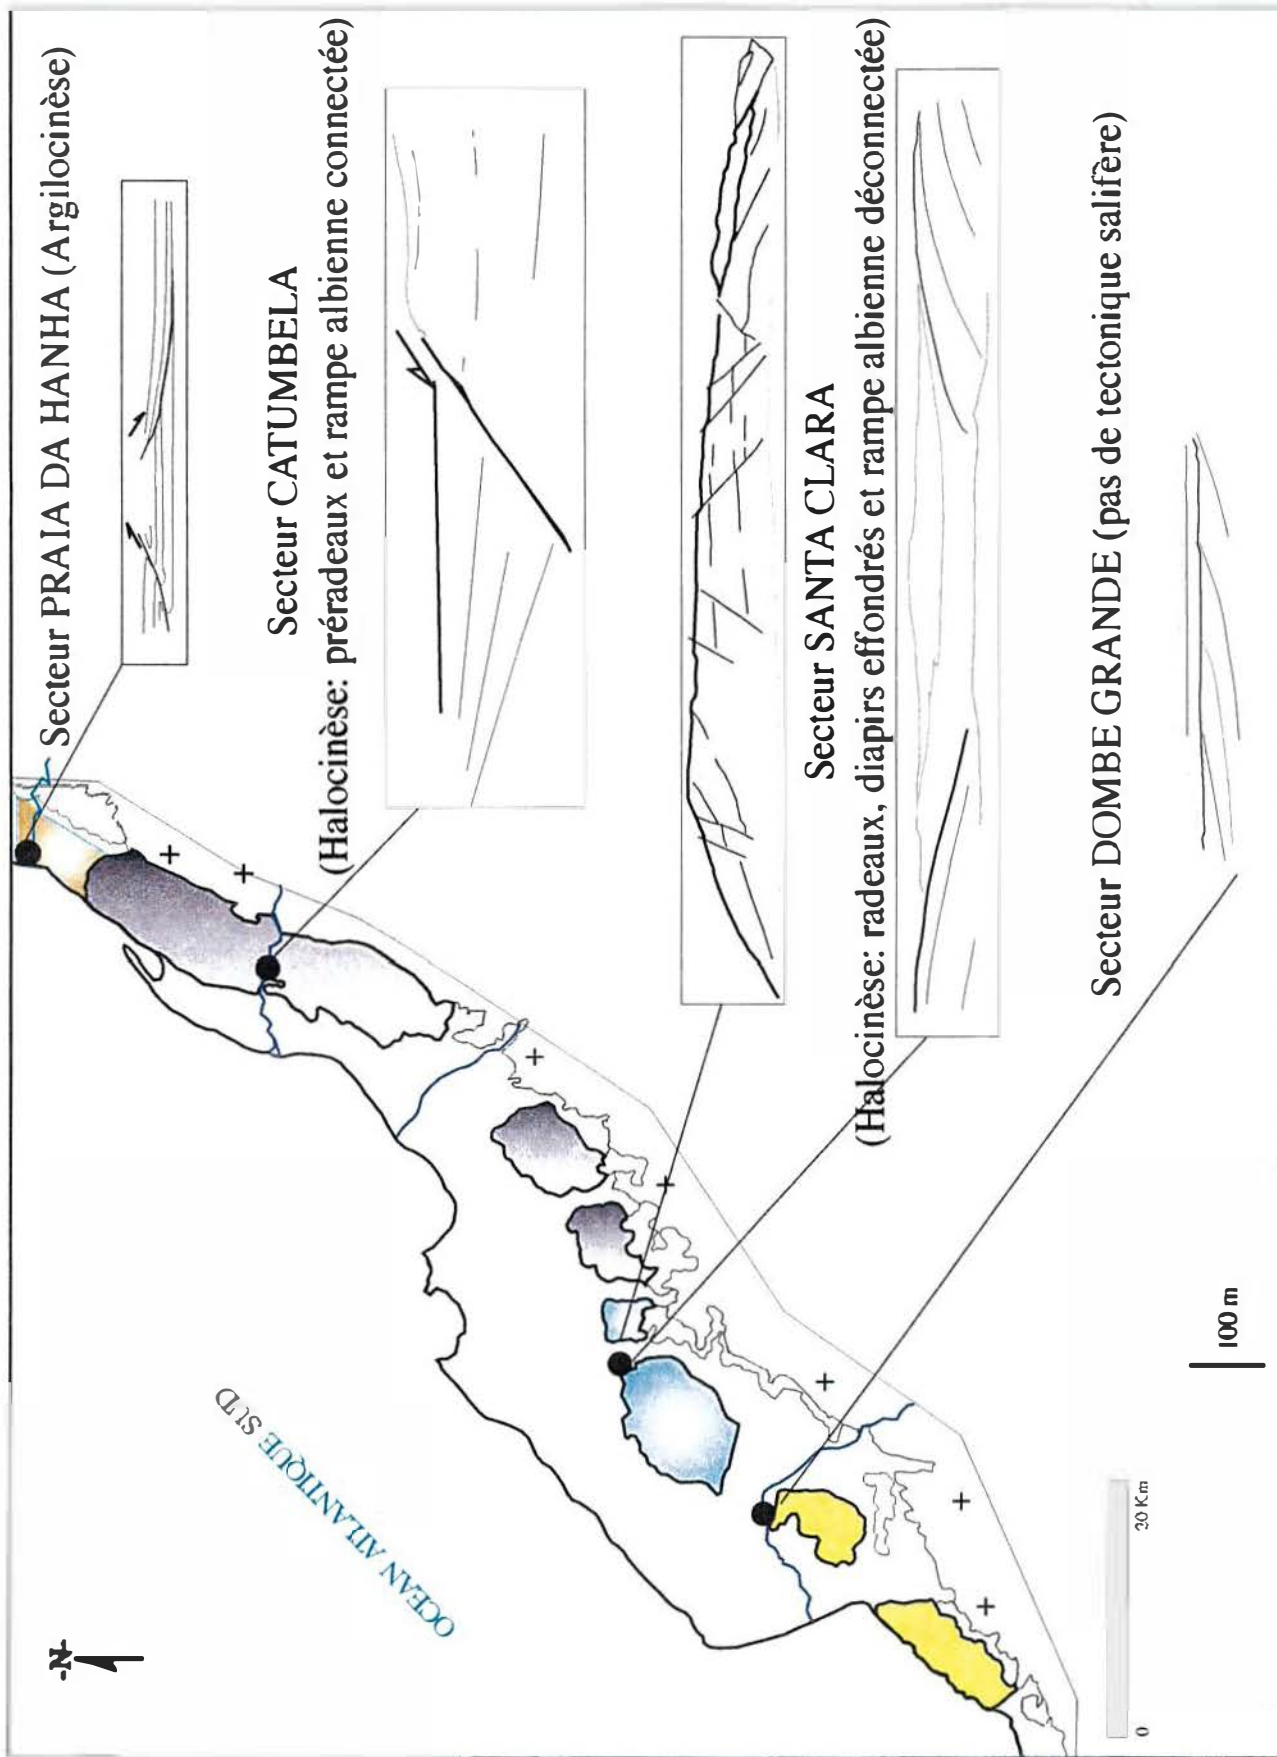 Secteur PRAIA DA HANHA (Argilocinèse)
Secteur CATUMBELA
(Halocinèse: préradeaux et rampe albienne connectée)
Secteur SANTA CLARA
(Halocinèse: radeaux, diapirs effondrés et rampe albienne déconnectée)
Secteur DOMBE GRANDE (pas de tectonique salifère)
-N-
OCEAN ATLANTIQUE SUD
0
20 Km
100 m